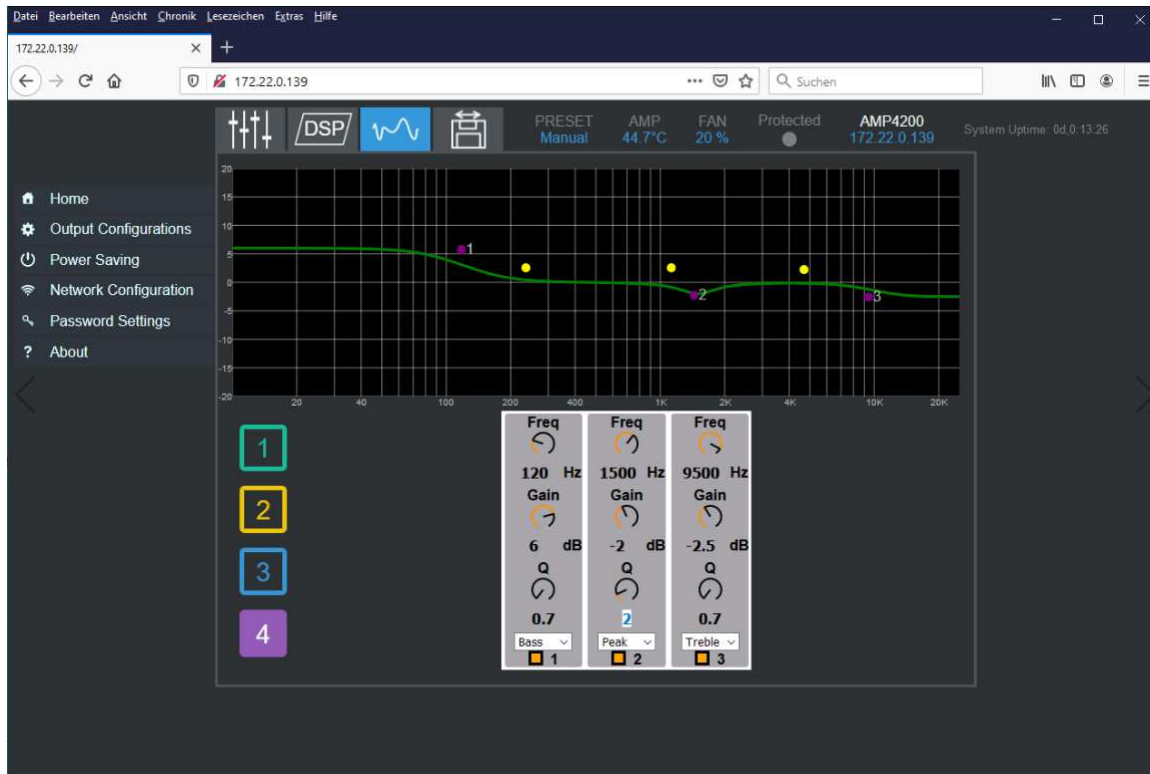 Datei Bearbeiten Ansicht Chronik Lesezeichen Extras Hilfe
172.22.0.139/
172.22.0.139
Suchen
DSP
PRESET AMP FAN Protected AMP4200
Manual 44.7°C 20 % 172.22.0.139
System Uptime: 0d,0:13:26
Home
Output Configurations
Power Saving
Network Configuration
Password Settings
About
20
15
10
5
0
-5
-10
-15
-20
1
2
3
20 40 100 200 400 1K 2K 4K 10K 20K
1
2
3
4
Freq Freq Freq
120 Hz 1500 Hz 9500 Hz
Gain Gain Gain
6 dB -2 dB -2.5 dB
Q Q Q
0.7 2 0.7
Bass Peak Treble
1 2 3